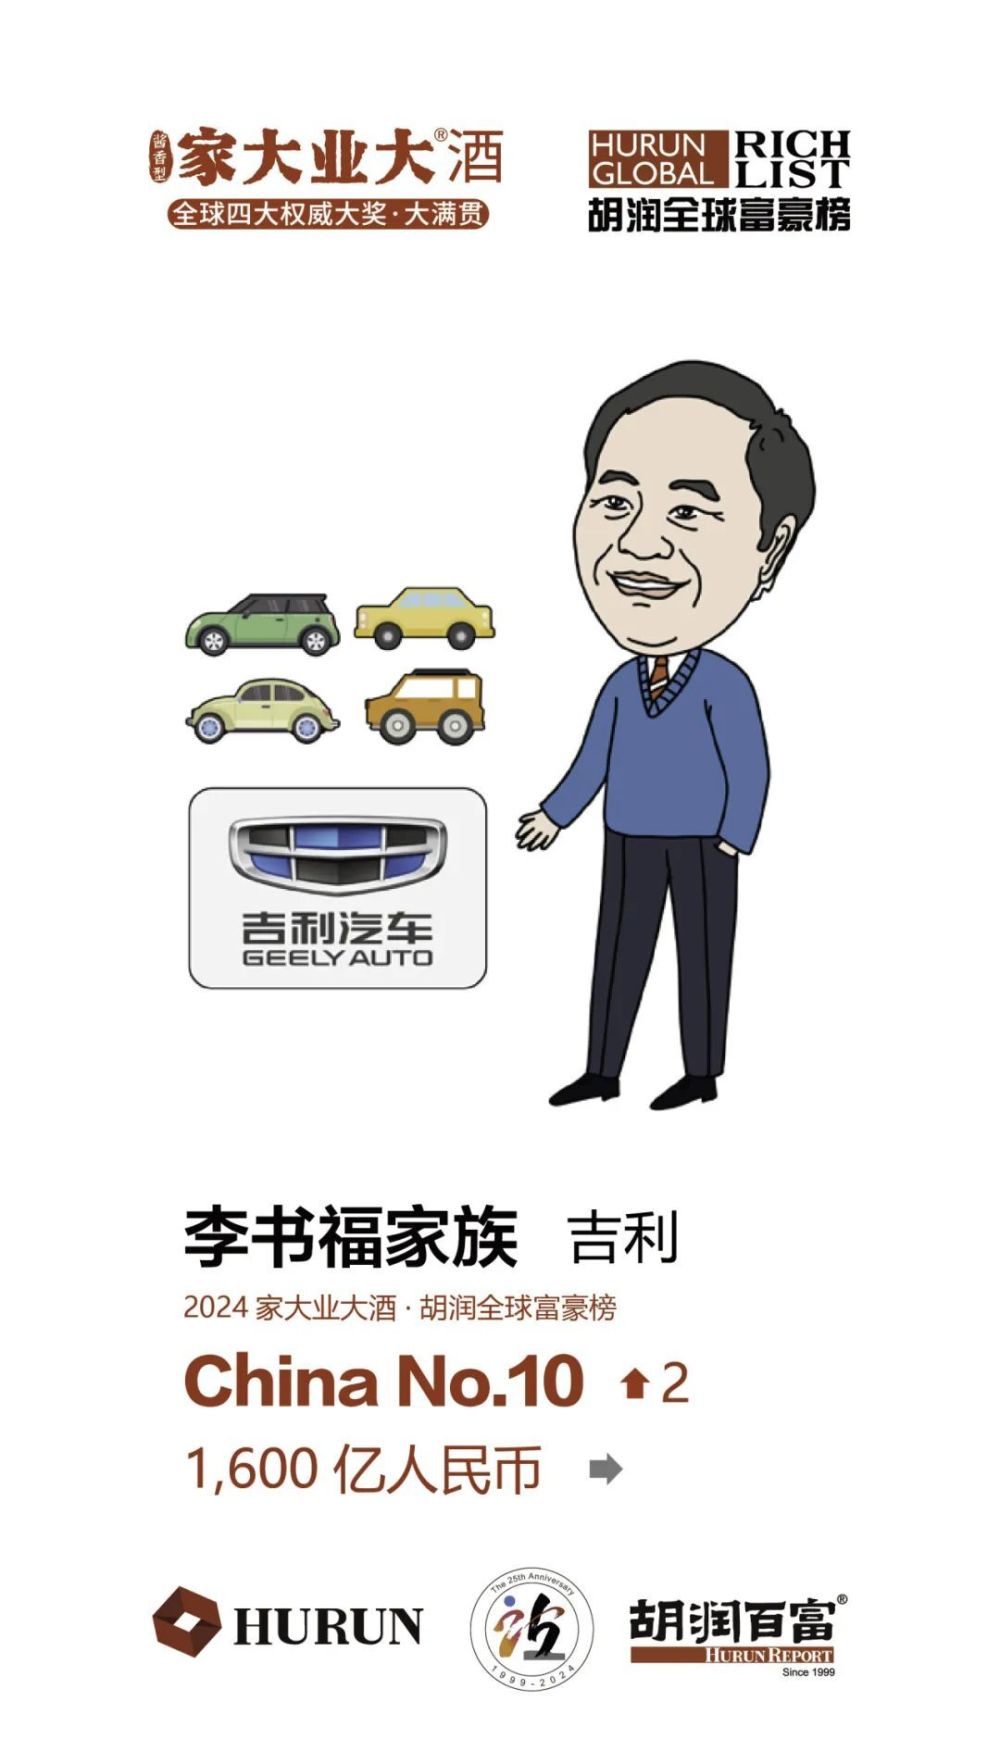 酱香型
家大业大®酒
全球四大权威大奖·大满贯
HURUN GLOBAL
RICH LIST
胡润全球富豪榜
吉利汽车
GEELY AUTO
李书福家族 吉利
2024 家大业大酒 · 胡润全球富豪榜
China No.10 2
1,600 亿人民币
HURUN
The 25th Anniversary
1999-2024
胡润百富®
HURUN REPORT
Since 1999